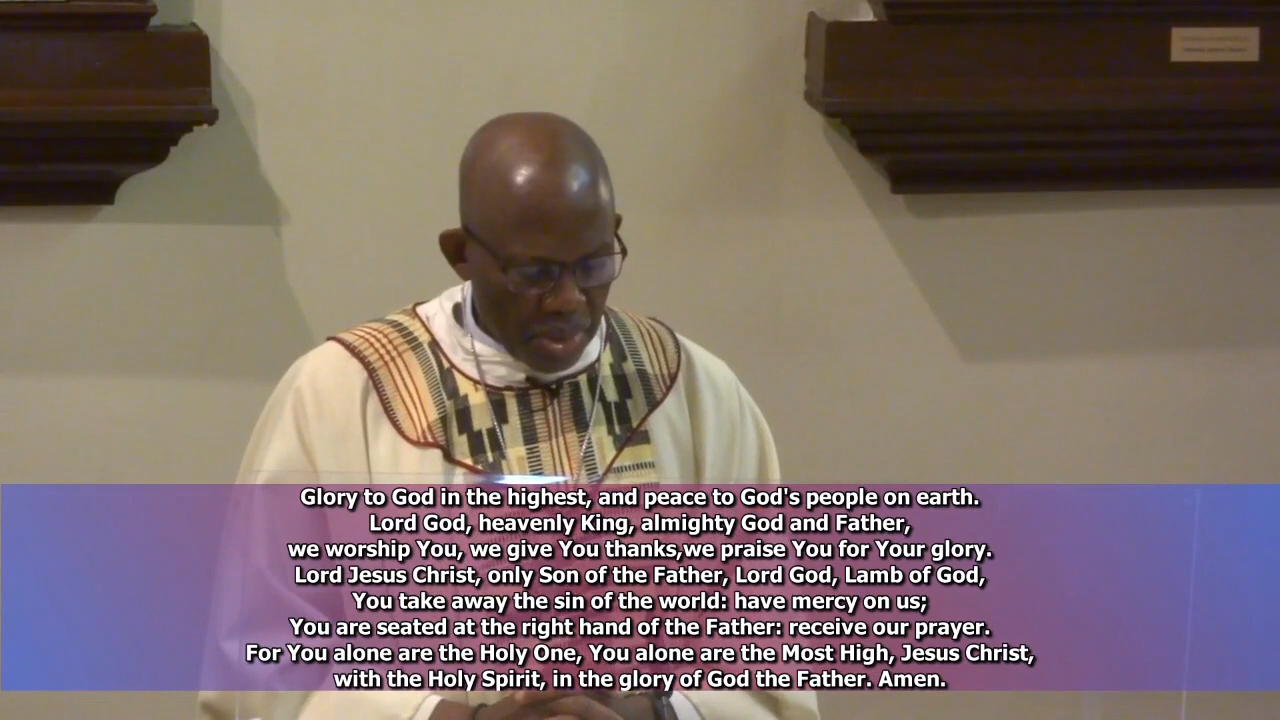 Glory to God in the highest, and peace to God's people on earth.
Lord God, heavenly King, almighty God and Father,
we worship You, we give You thanks,we praise You for Your glory.
Lord Jesus Christ, only Son of the Father, Lord God, Lamb of God,
You take away the sin of the world: have mercy on us;
You are seated at the right hand of the Father: receive our prayer.
For You alone are the Holy One, You alone are the Most High, Jesus Christ,
with the Holy Spirit, in the glory of God the Father. Amen.